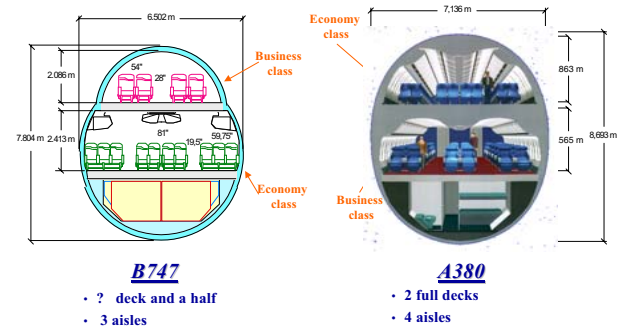 6.502 m
54"
28"
2.086 m
7.804 m
2.413 m
81"
19,5"
59,75"
Business
class
Economy
class
B747
· ? deck and a half
· 3 aisles
7,136 m
Economy
class
863 m
565 m
8,693 m
Business
class
A380
· 2 full decks
· 4 aisles